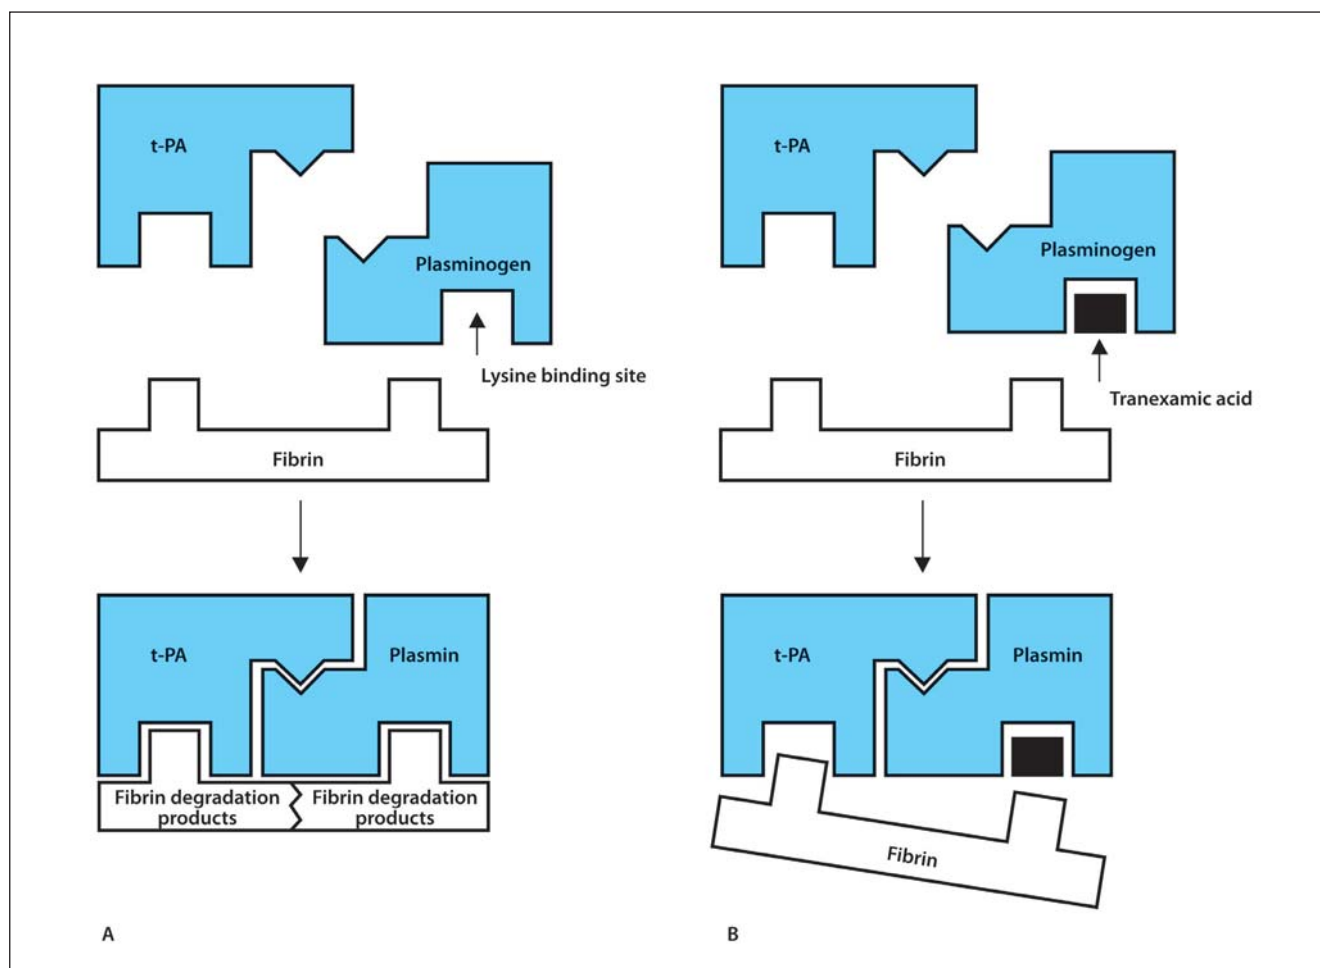 t-PA
Plasminogen
Lysine binding site
Fibrin
t-PA
Plasmin
Fibrin degradation
products
Fibrin degradation
products
A
t-PA
Plasminogen
Tranexamic acid
Fibrin
t-PA
Plasmin
Fibrin
B